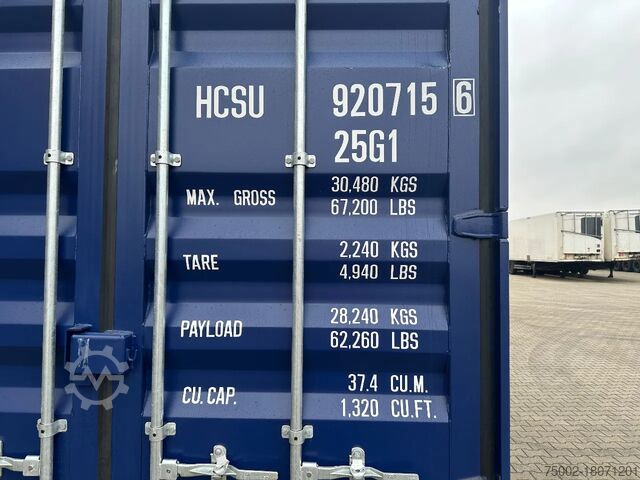 HCSU 920715 6
25G1
MAX. GROSS 30,480 KGS
67,200 LBS
TARE 2,240 KGS
4,940 LBS
PAYLOAD 28,240 KGS
62,260 LBS
CU. CAP. 37.4 CU.M.
1,320 CU.FT.
75002-18071201